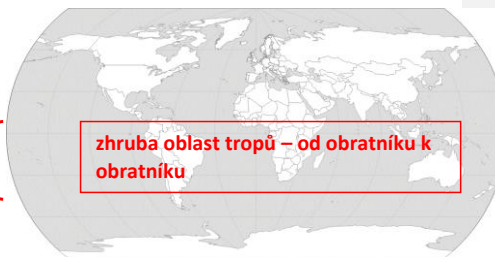 zhruba oblast tropů – od obratníku k
obratníku